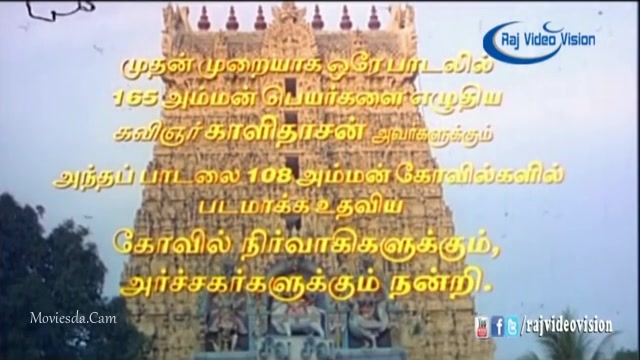 Raj Video Vision
முதன் முறையாக ஒரே பாடலில்
165 அம்மன் பெயர்களை எழுதிய
கவிஞர் காளிதாசன் அவர்களுக்கும்
அந்தப் பாடலை 108 அம்மன் கோவில்களில்
படமாக்க உதவிய
கோவில் நிர்வாகிகளுக்கும்,
அர்ச்சகர்களுக்கும் நன்றி.
Moviesda.Cam
/rajvideovision